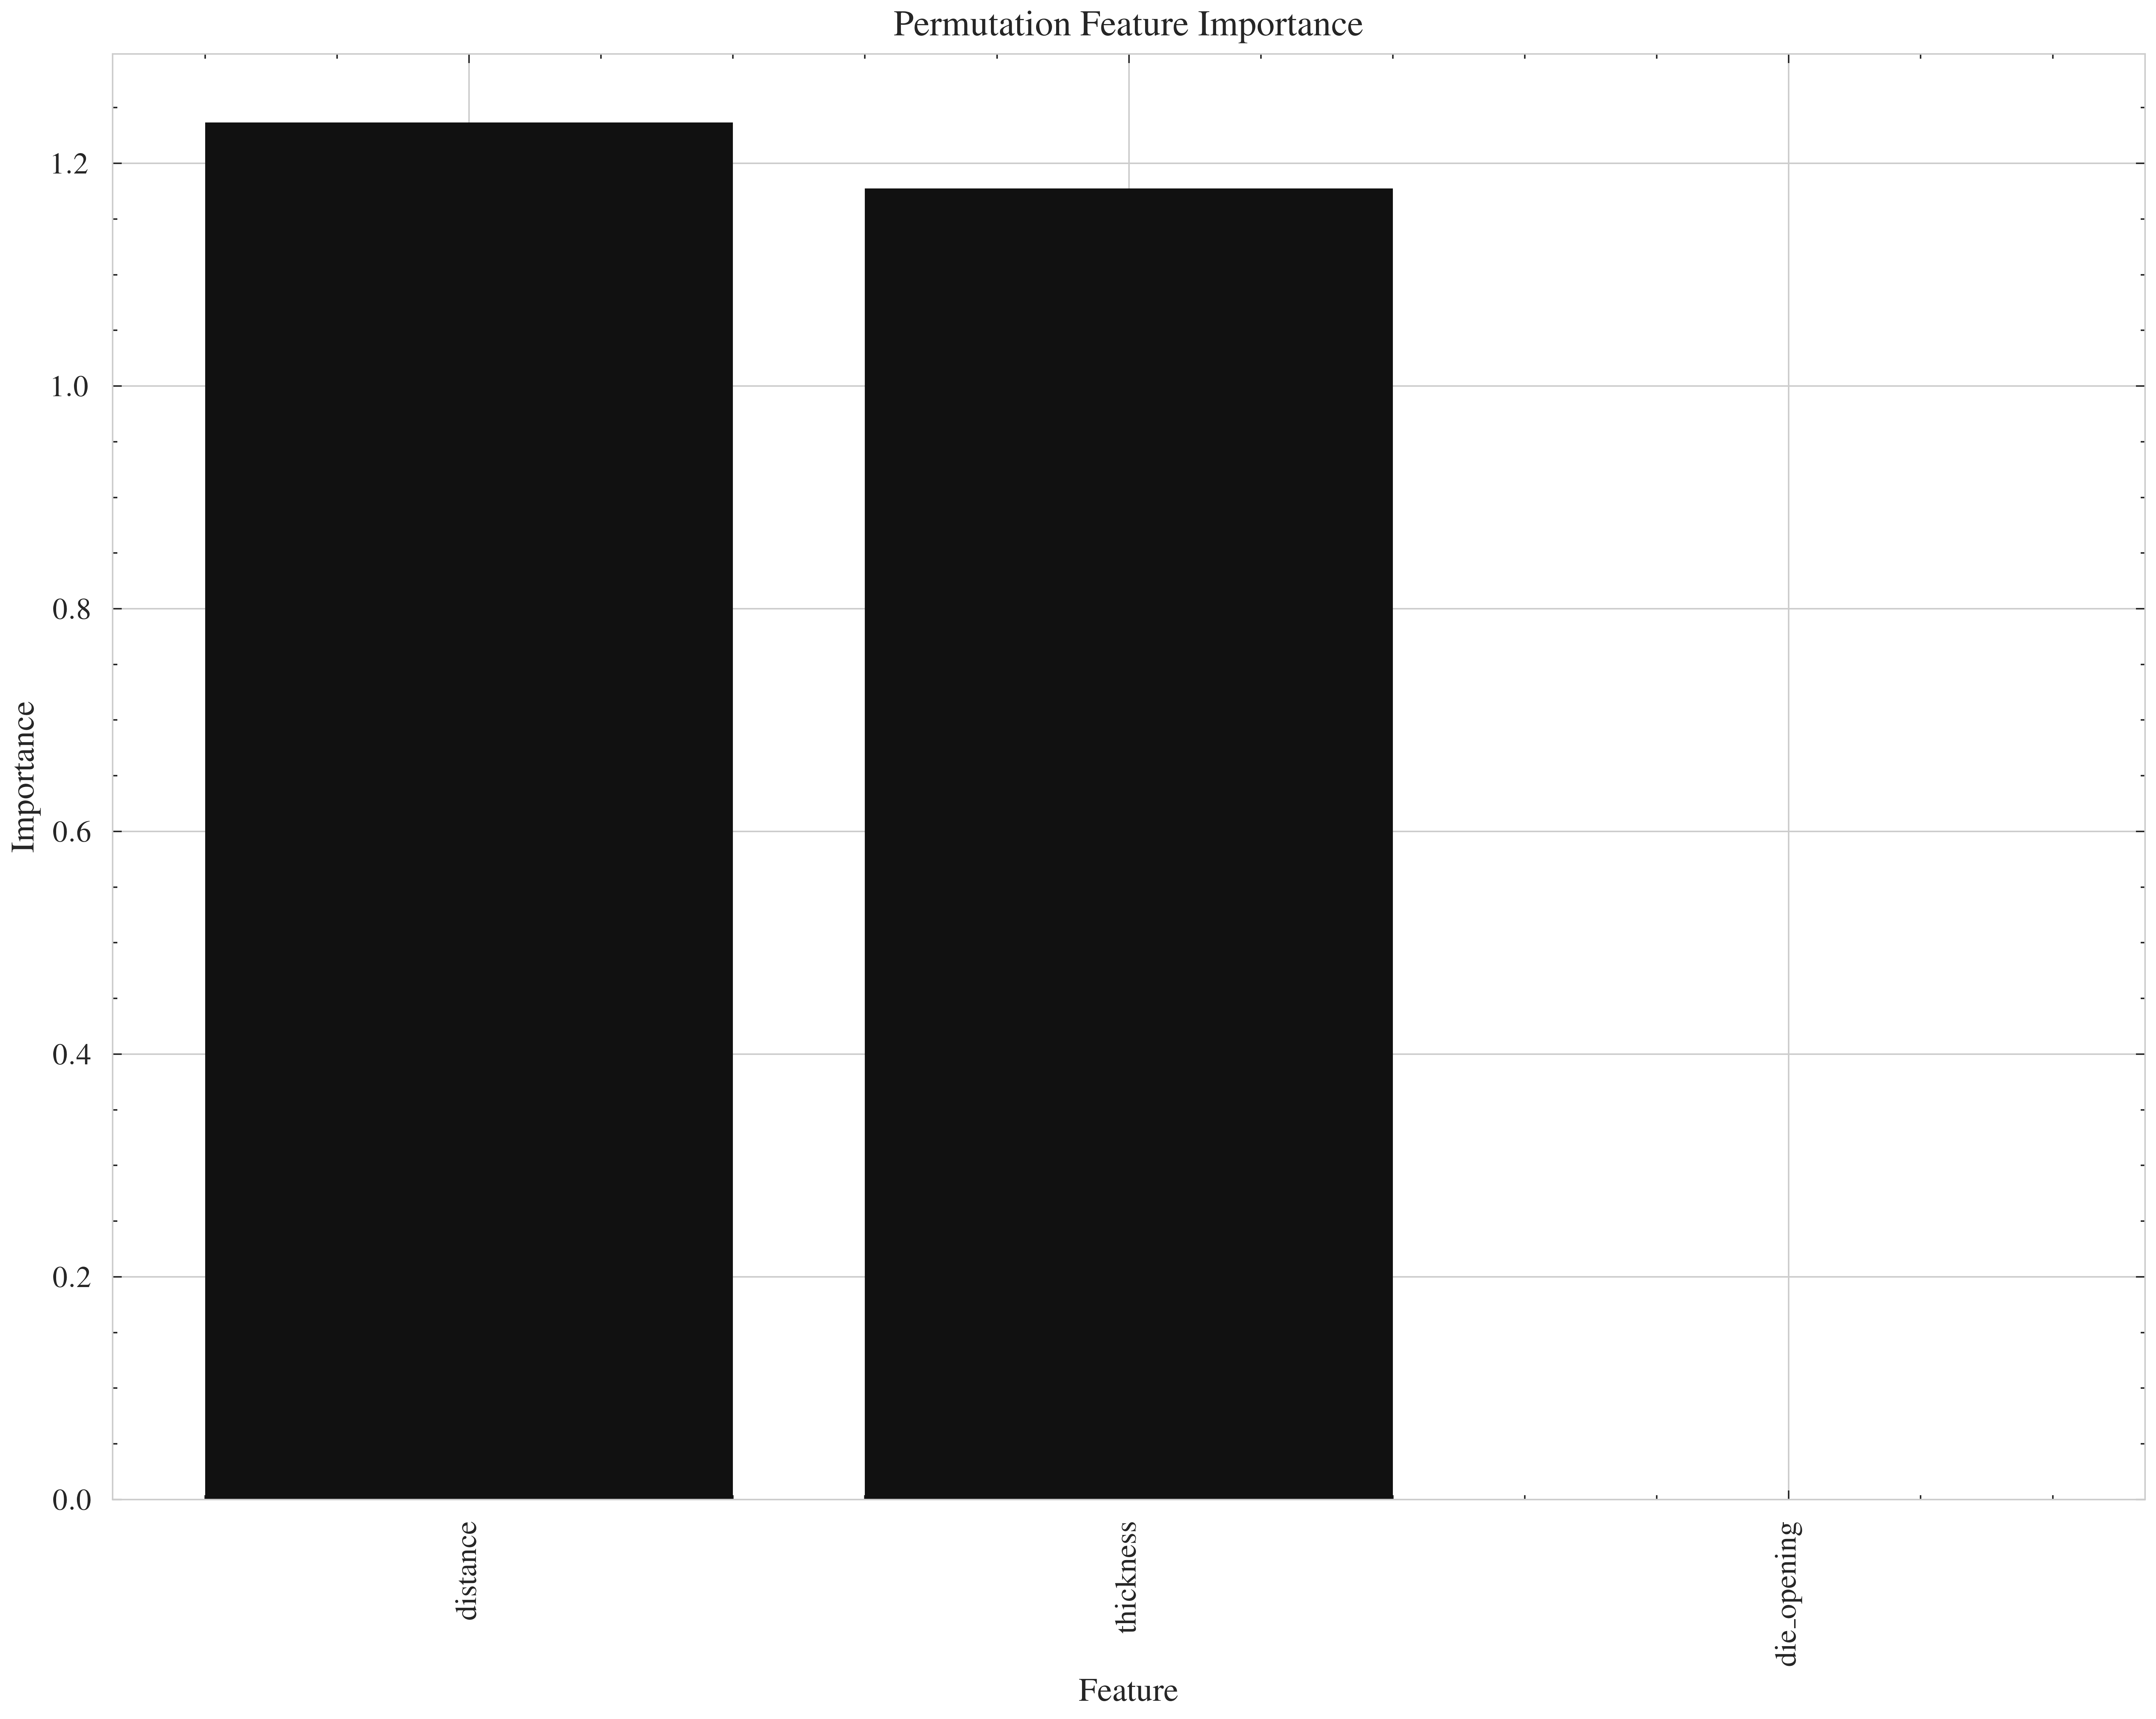 Permutation Feature Importance
Importance
1.2
1.0
0.8
0.6
0.4
0.2
0.0
distance
thickness
die_opening
Feature